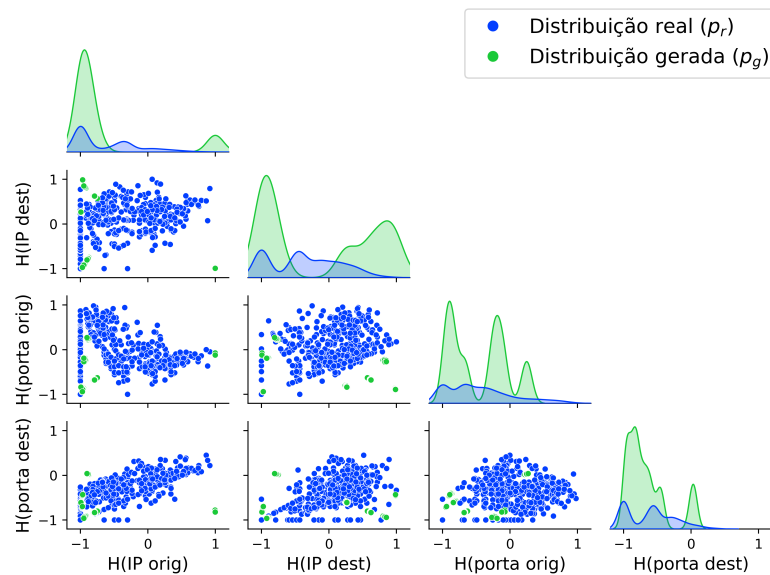 Distribuição real (pᵣ)
Distribuição gerada (p_g)
H(IP dest)
1
0
−1
H(porta orig)
1
0
−1
H(porta dest)
1
0
−1
−1 0 1
−1 0 1
−1 0 1
−1 0 1
H(IP orig)
H(IP dest)
H(porta orig)
H(porta dest)